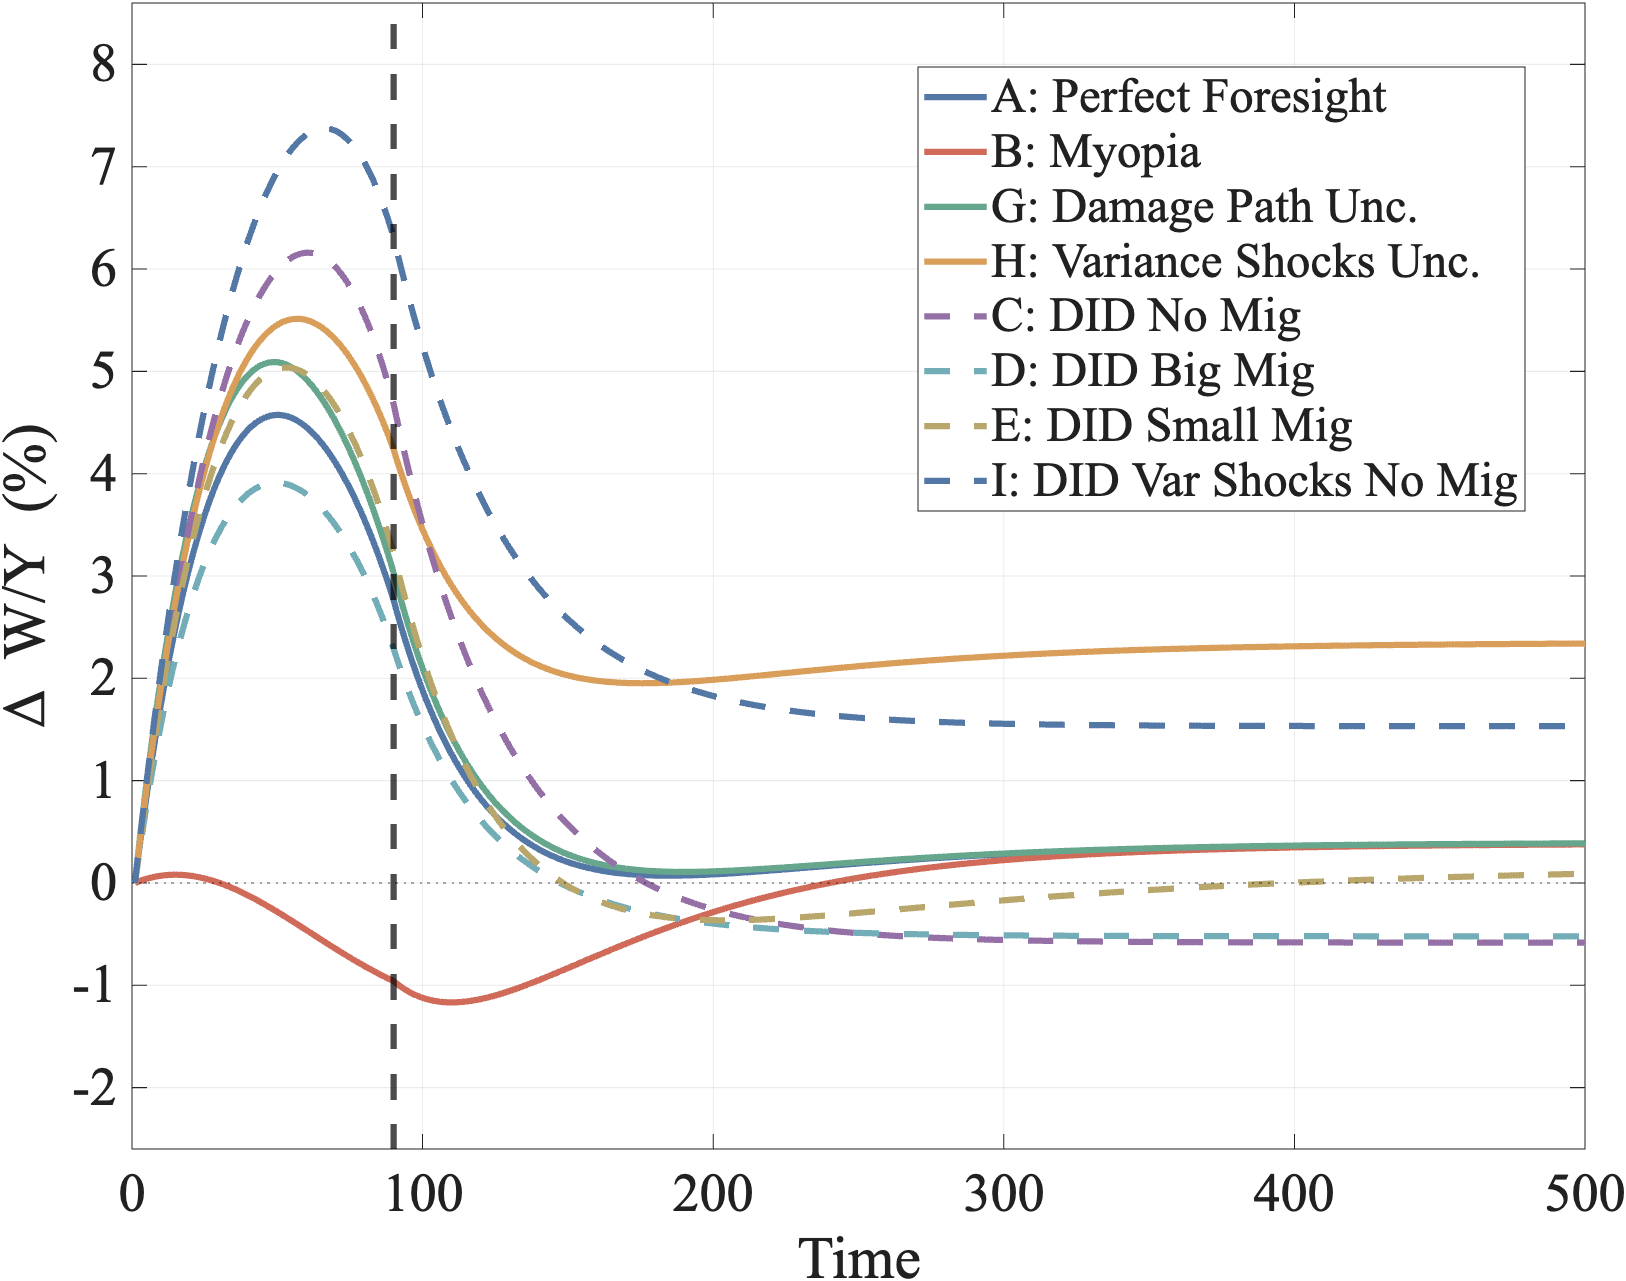 8
7
6
5
4
3
2
1
0
-1
-2
Δ W/Y (%)
A: Perfect Foresight
B: Myopia
G: Damage Path Unc.
H: Variance Shocks Unc.
C: DID No Mig
D: DID Big Mig
E: DID Small Mig
I: DID Var Shocks No Mig
0 100 200 300 400 500
Time